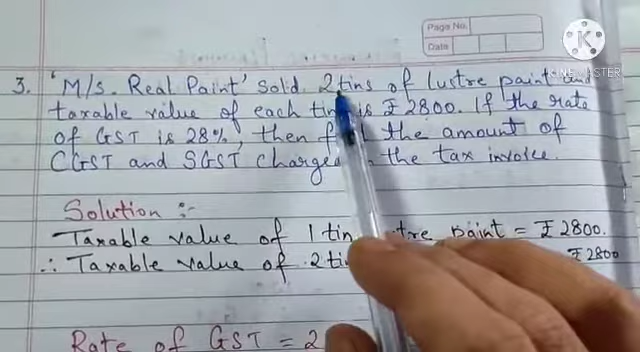 Page No.
Date
K
KINEMASTER
3. 'M/s. Real Paint' sold 2 tins of lustre paint and
taxable value of each tin is ₹ 2800. If the rate
of GST is 28%, then the amount of
CGST and SGST charged in the tax invoice.
Solution :-
Taxable value of 1 tin paint = ₹ 2800.
∴ Taxable value of 2 ₹ 2800
Rate of GST = 2